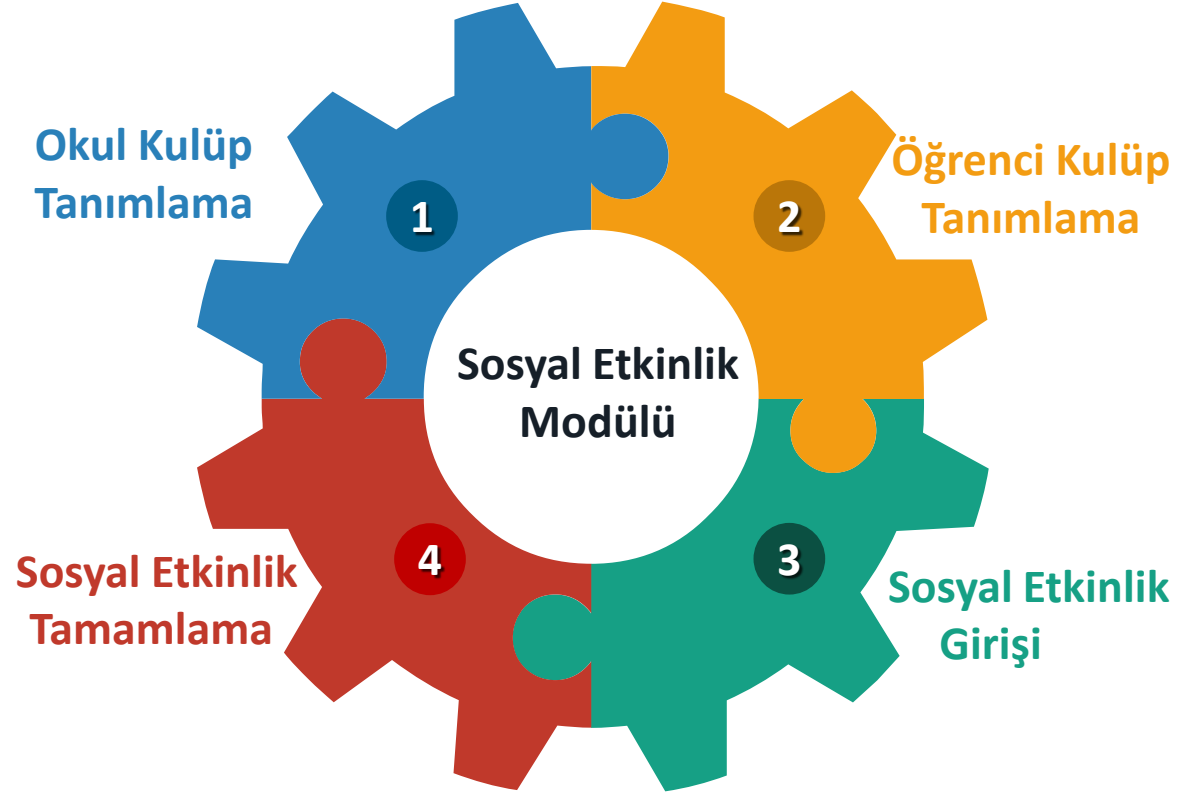 Okul Kulüp
Tanımlama
1
Öğrenci Kulüp
Tanımlama
2
Sosyal Etkinlik
Modülü
Sosyal Etkinlik
Girişi
3
Sosyal Etkinlik
Tamamlama
4